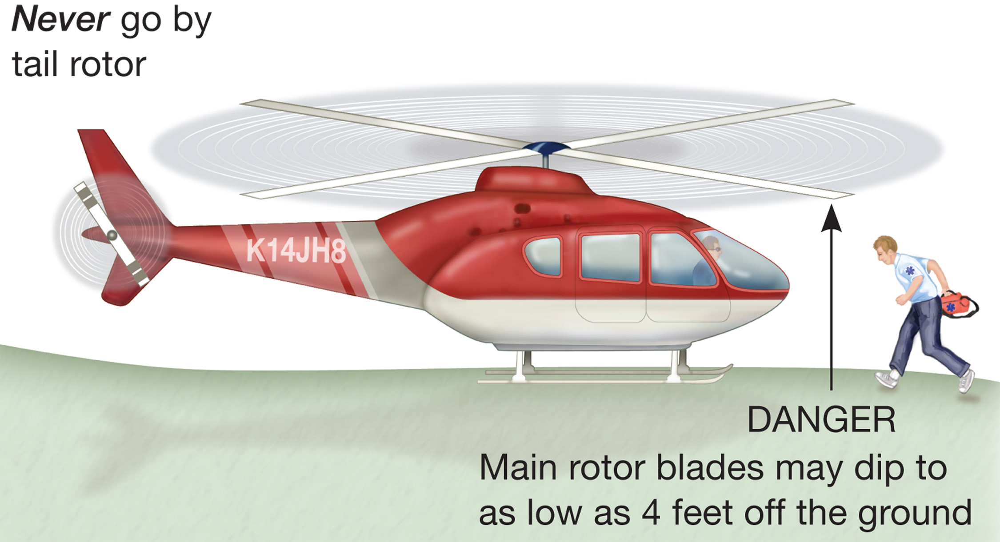 Never go by
tail rotor
K14JH8
DANGER
Main rotor blades may dip to
as low as 4 feet off the ground